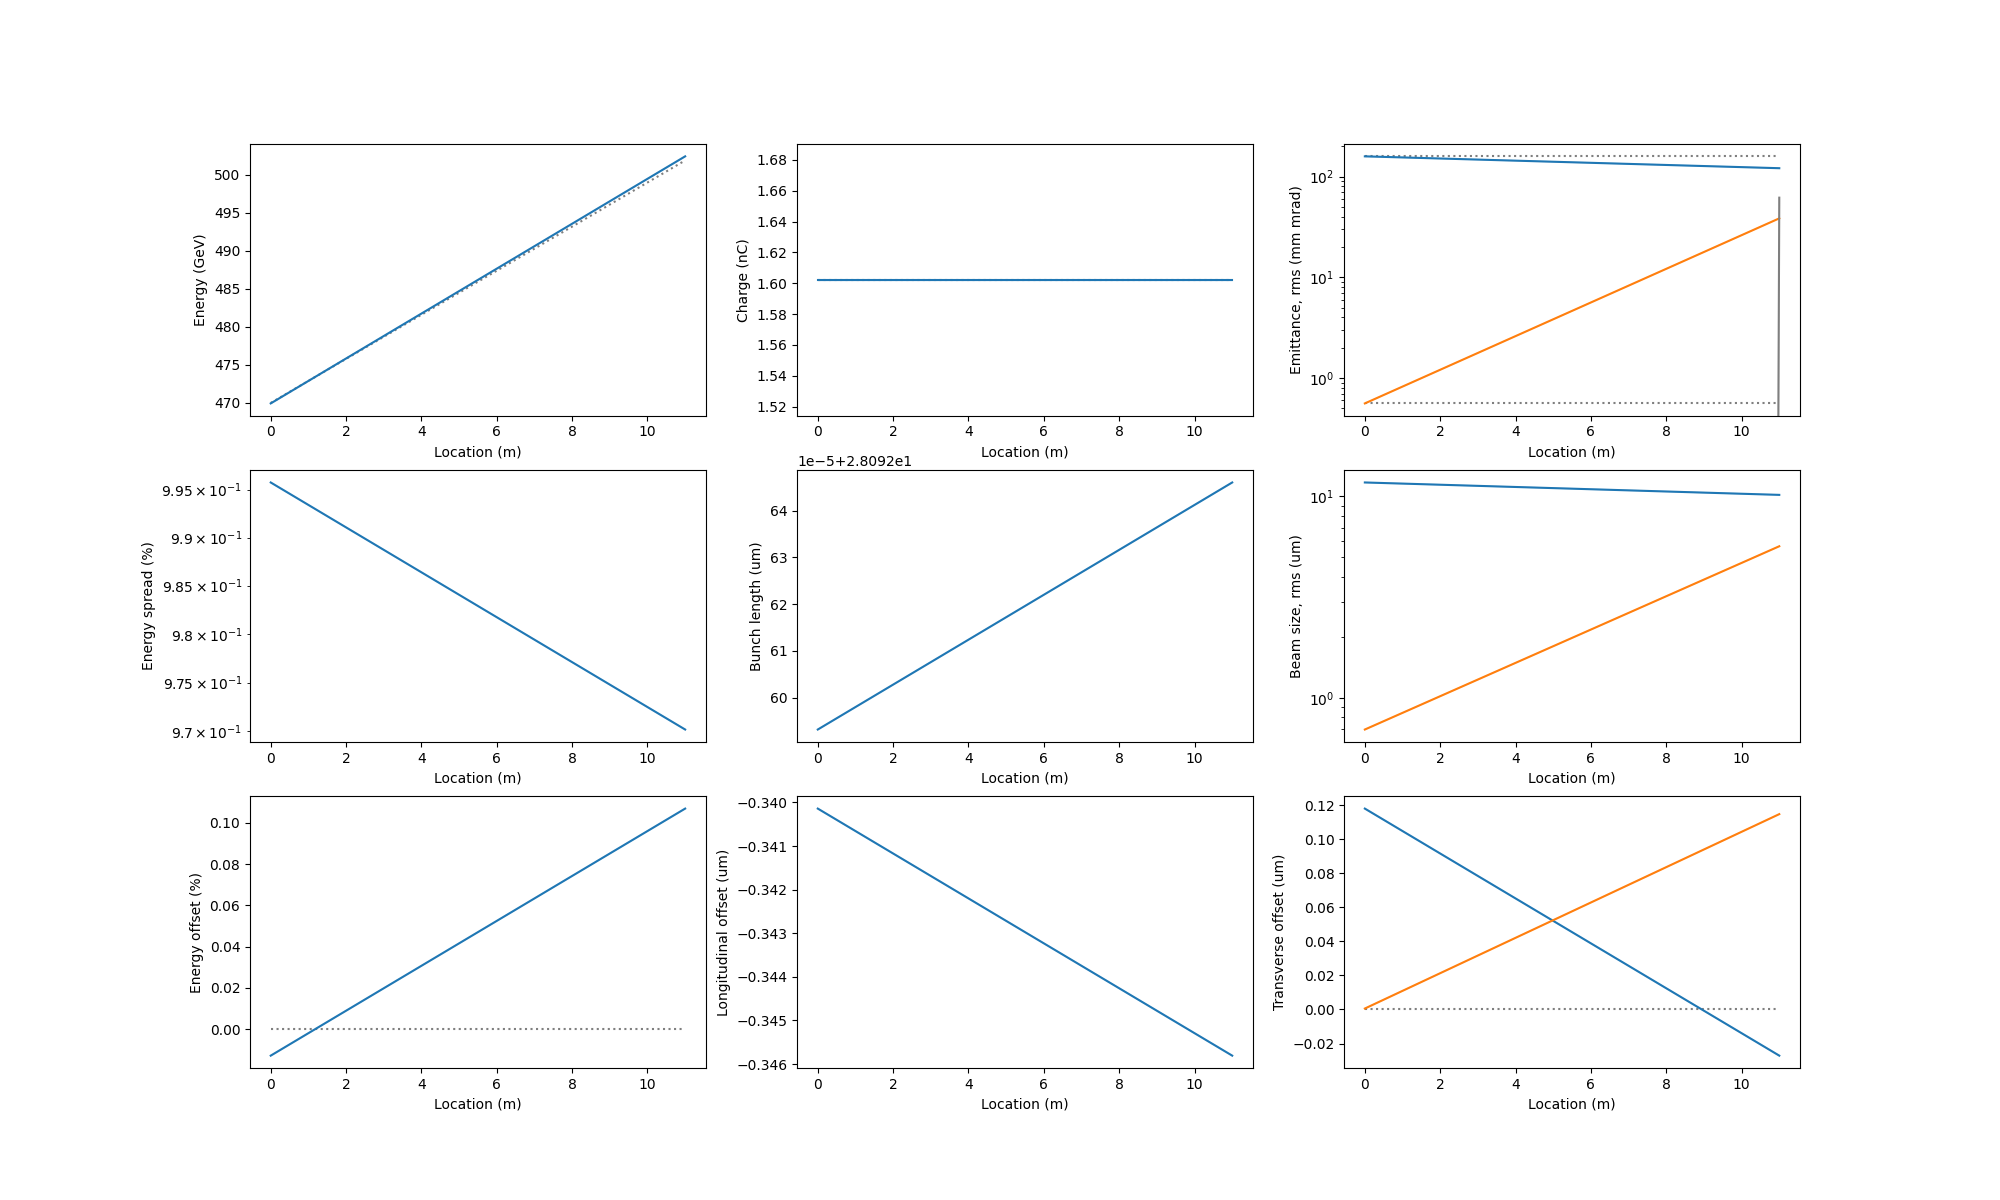 500
495
490
485
480
475
470
Energy (GeV)
0 2 4 6 8 10
Location (m)
1.68
1.66
1.64
1.62
1.60
1.58
1.56
1.54
1.52
Charge (nC)
0 2 4 6 8 10
Location (m)
10²
10¹
10⁰
Emittance, rms (mm mrad)
0 2 4 6 8 10
Location (m)
9.95 × 10⁻¹
9.9 × 10⁻¹
9.85 × 10⁻¹
9.8 × 10⁻¹
9.75 × 10⁻¹
9.7 × 10⁻¹
Energy spread (%)
0 2 4 6 8 10
Location (m)
1e−5+2.8092e1
64
63
62
61
60
Bunch length (um)
0 2 4 6 8 10
Location (m)
10¹
10⁰
Beam size, rms (um)
0 2 4 6 8 10
Location (m)
0.10
0.08
0.06
0.04
0.02
0.00
Energy offset (%)
0 2 4 6 8 10
Location (m)
−0.340
−0.341
−0.342
−0.343
−0.344
−0.345
−0.346
Longitudinal offset (um)
0 2 4 6 8 10
Location (m)
0.12
0.10
0.08
0.06
0.04
0.02
0.00
−0.02
Transverse offset (um)
0 2 4 6 8 10
Location (m)